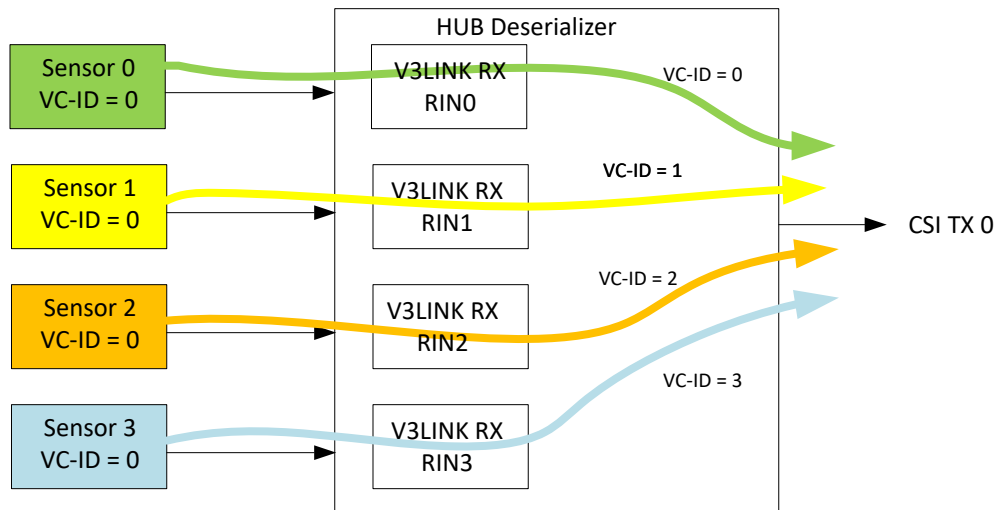 HUB Deserializer
Sensor 0
VC-ID = 0
V3LINK RX
RIN0
VC-ID = 0
Sensor 1
VC-ID = 0
V3LINK RX
RIN1
VC-ID = 1
CSI TX 0
Sensor 2
VC-ID = 0
V3LINK RX
RIN2
VC-ID = 2
Sensor 3
VC-ID = 0
V3LINK RX
RIN3
VC-ID = 3